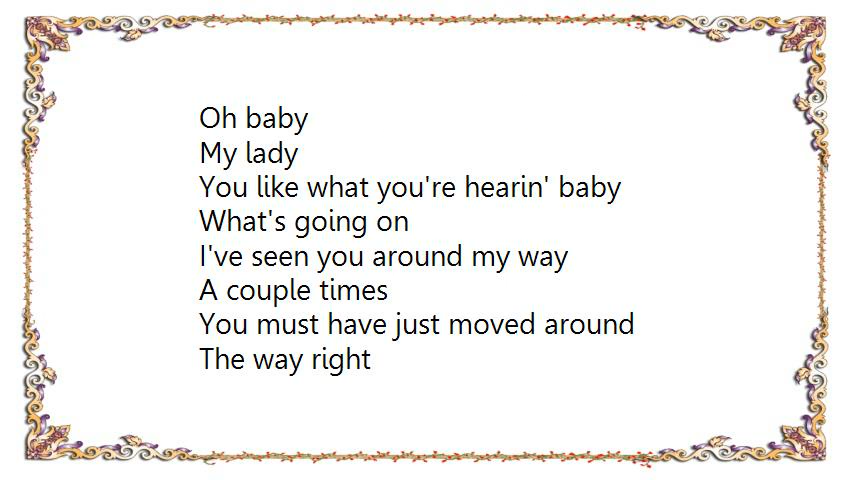 Oh baby
My lady
You like what you're hearin' baby
What's going on
I've seen you around my way
A couple times
You must have just moved around
The way right